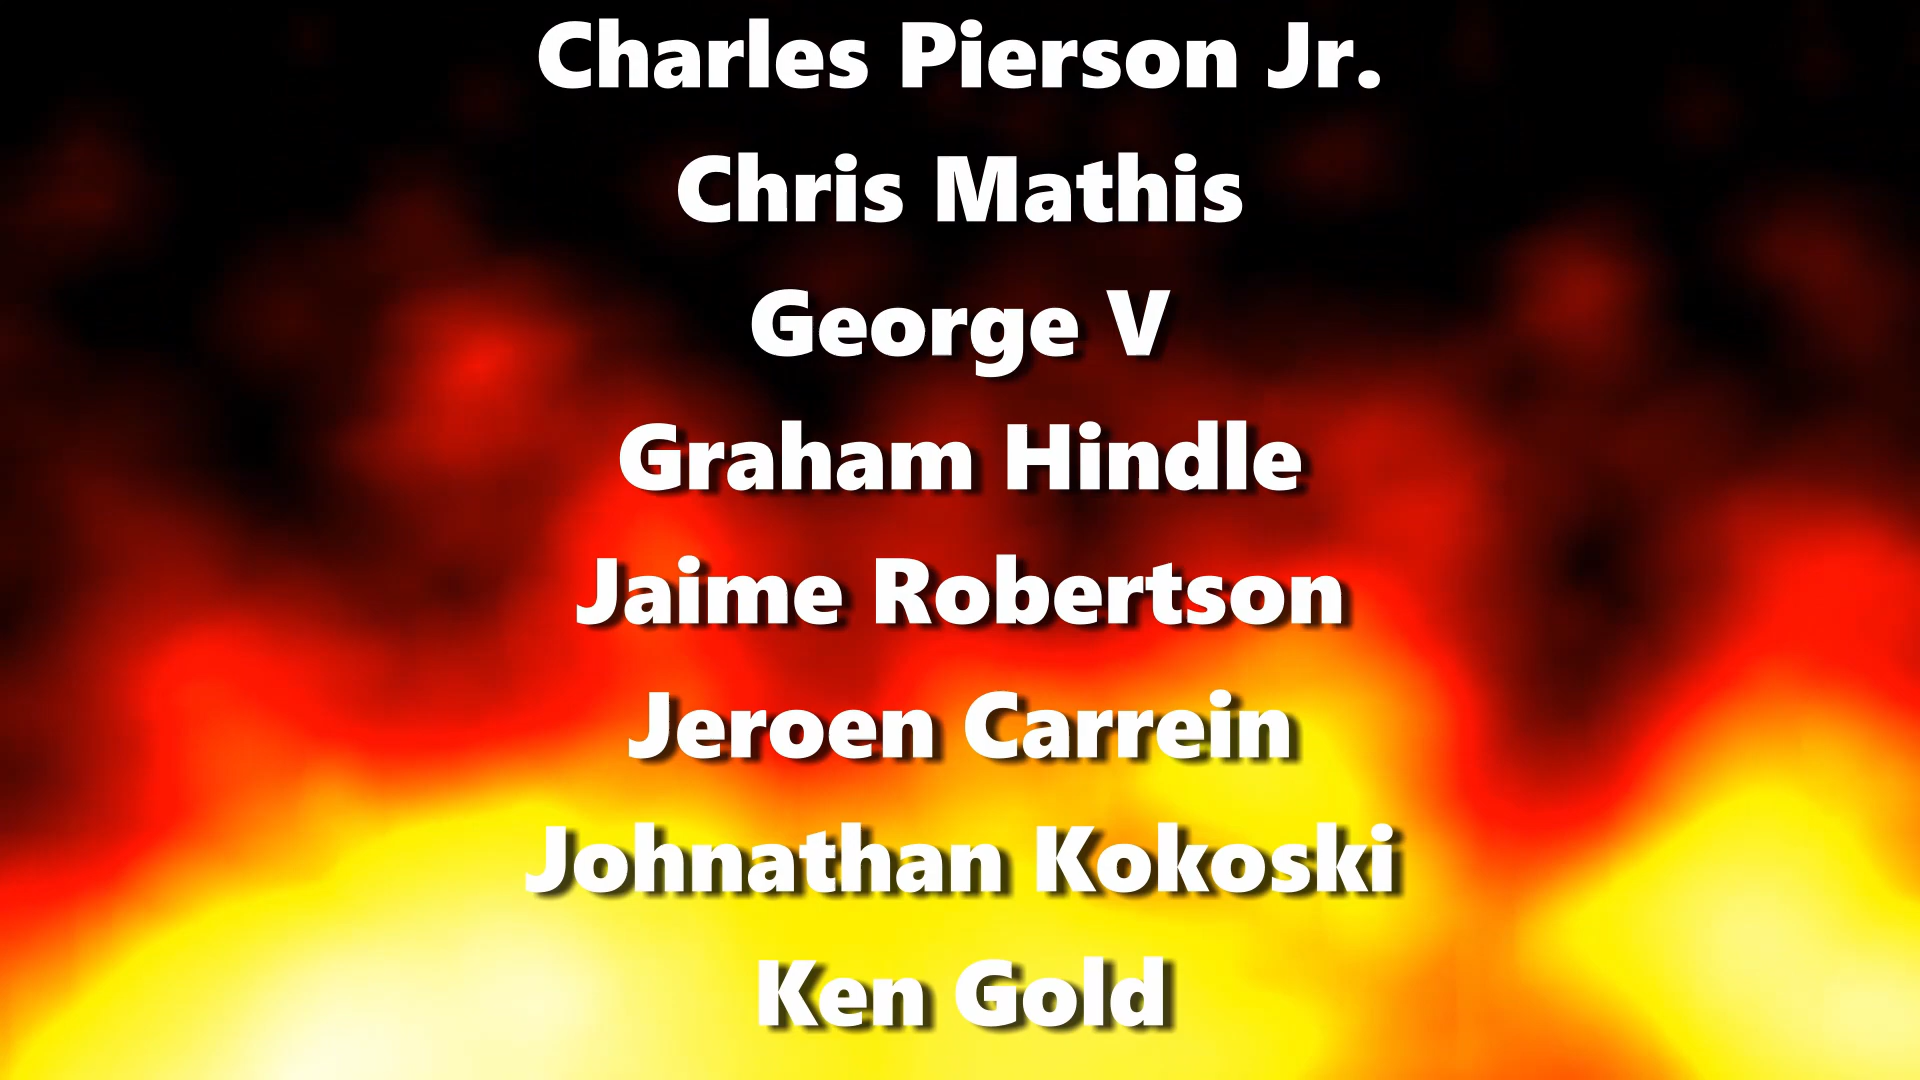 Charles Pierson Jr.
Chris Mathis
George V
Graham Hindle
Jaime Robertson
Jeroen Carrein
Johnathan Kokoski
Ken Gold